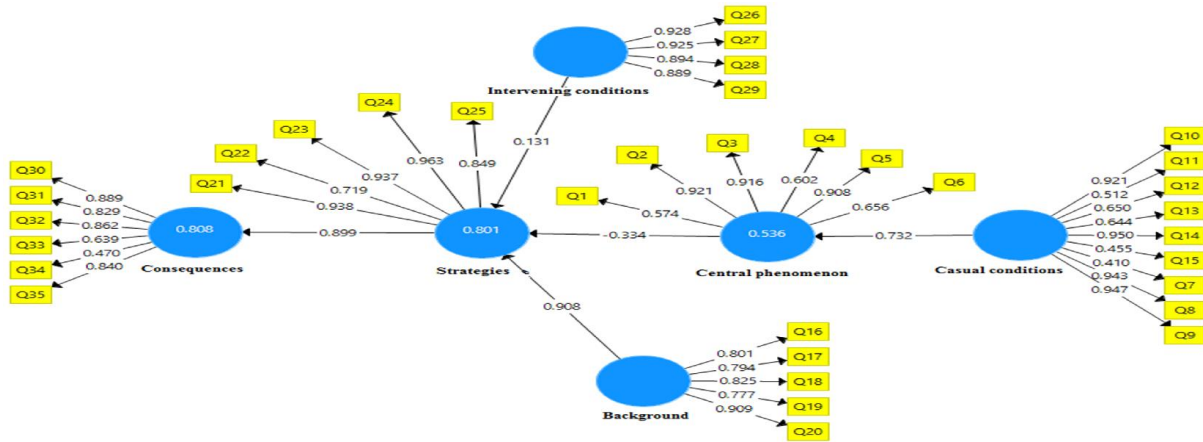 Q26
0.928
Q27
0.925
Q28
0.894
Q29
0.889
Intervening conditions
0.131
Q30
0.889
Q31
0.829
Q32
0.862
Q33
0.639
Q34
0.470
Q35
0.840
0.808
Consequences
0.899
Q21
0.938
Q22
0.719
Q23
0.937
Q24
0.963
Q25
0.849
0.801
Strategies
-0.334
Q1
0.574
Q2
0.921
Q3
0.916
Q4
0.602
Q5
0.908
Q6
0.656
0.536
Central phenomenon
0.732
Q10
0.921
Q11
0.512
Q12
0.650
Q13
0.644
Q14
0.950
Q15
0.455
Q7
0.410
Q8
0.943
Q9
0.947
Casual conditions
0.908
Q16
0.801
Q17
0.794
Q18
0.825
Q19
0.777
Q20
0.909
Background